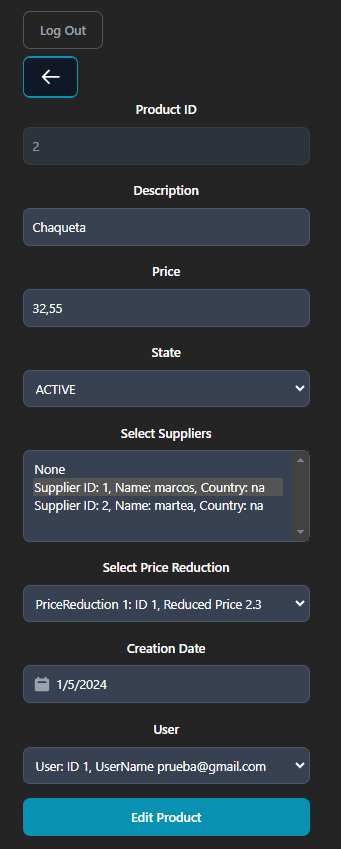 Log Out
Product ID
2
Description
Chaqueta
Price
32,55
State
ACTIVE
Select Suppliers
None
Supplier ID: 1, Name: marcos, Country: na
Supplier ID: 2, Name: martea, Country: na
Select Price Reduction
PriceReduction 1: ID 1, Reduced Price 2.3
Creation Date
1/5/2024
User
User: ID 1, UserName prueba@gmail.com
Edit Product